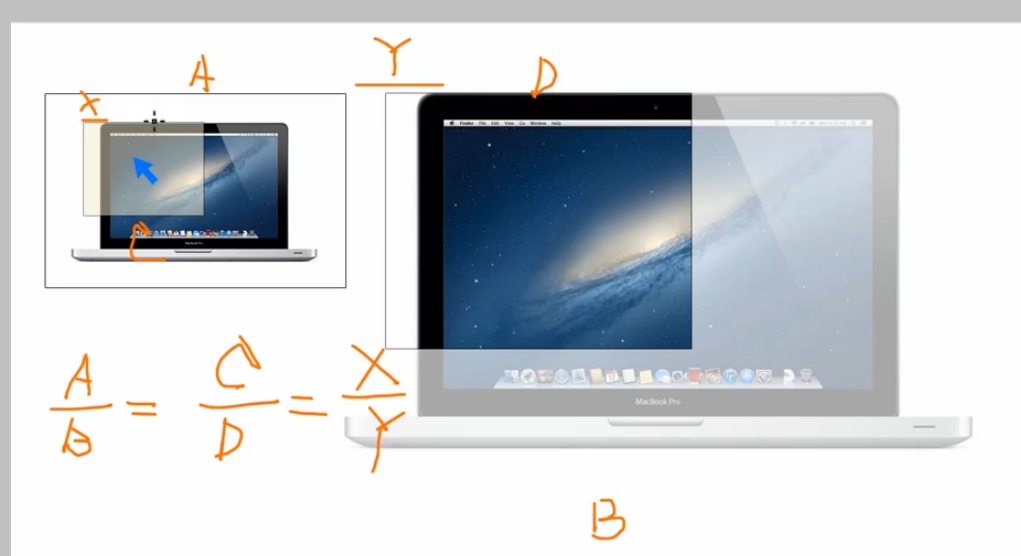 Y
A
D
X
Finder File Edit View Go Window Help
C
MacBook Pro
A/B = C/D = X/Y
MacBook Pro
B